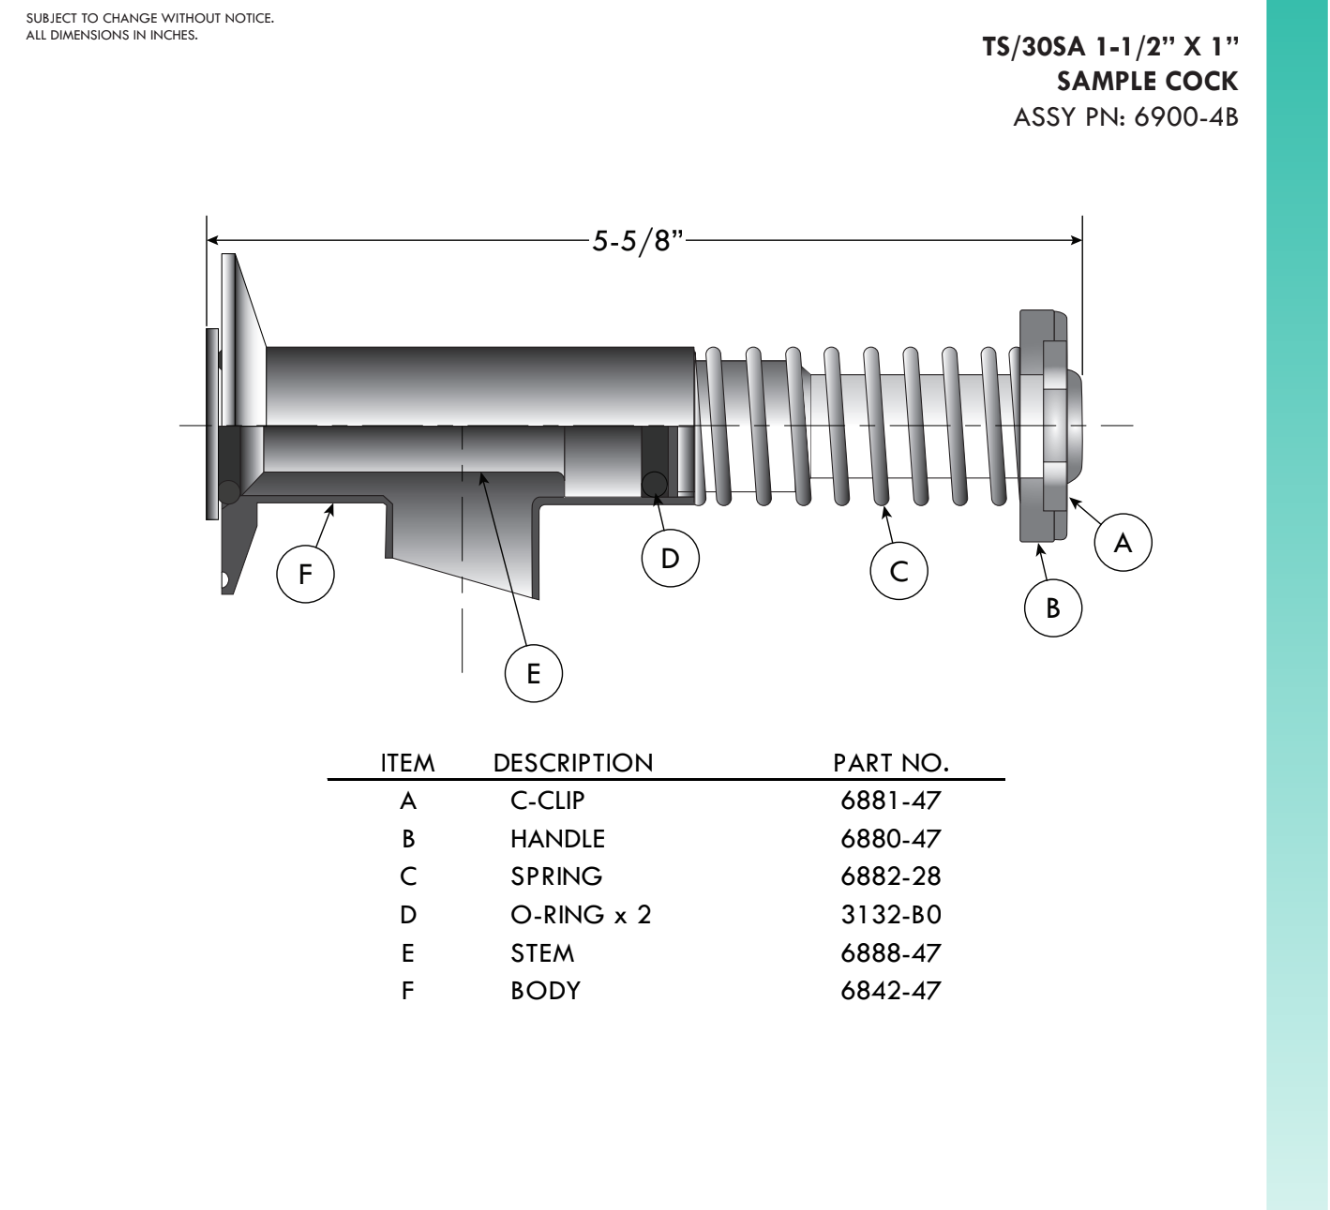 SUBJECT TO CHANGE WITHOUT NOTICE.
ALL DIMENSIONS IN INCHES.
TS/30SA 1-1/2” X 1”
SAMPLE COCK
ASSY PN: 6900-4B
5-5/8”
A
B
C
D
E
F
ITEM DESCRIPTION PART NO.
A C-CLIP 6881-47
B HANDLE 6880-47
C SPRING 6882-28
D O-RING x 2 3132-B0
E STEM 6888-47
F BODY 6842-47